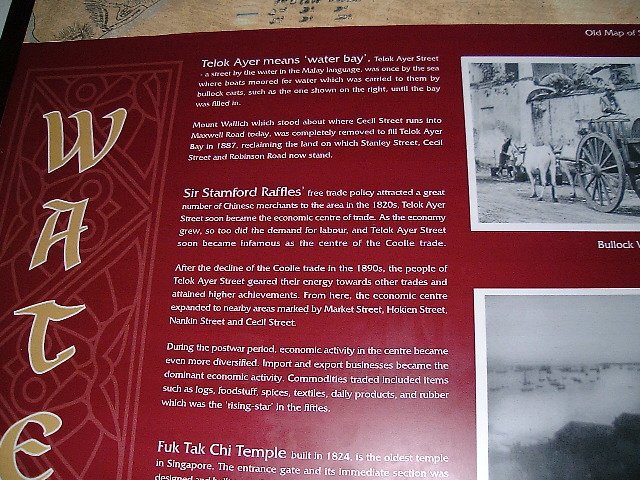 Old Map of
WATE
Telok Ayer means 'water bay'. Telok Ayer Street
- a street by the water in the Malay language, was once by the sea
where boats moored for water which was carried to them by
bullock carts, such as the one shown on the right, until the bay
was filled in.
Mount Wallich which stood about where Cecil Street runs into
Maxwell Road today, was completely removed to fill Telok Ayer
Bay in 1887, reclaiming the land on which Stanley Street, Cecil
Street and Robinson Road now stand.
Sir Stamford Raffles' free trade policy attracted a great
number of Chinese merchants to the area in the 1820s. Telok Ayer
Street soon became the economic centre of trade. As the economy
grew, so too did the demand for labour, and Telok Ayer Street
soon became infamous as the centre of the Coolie trade.
After the decline of the Coolie trade in the 1890s, the people of
Telok Ayer Street geared their energy towards other trades and
attained higher achievements. From here, the economic centre
expanded to nearby areas marked by Market Street, Hokien Street,
Nankin Street and Cecil Street.
During the postwar period, economic activity in the centre became
even more diversified. Import and export businesses became the
dominant economic activity. Commodities traded included items
such as logs, foodstuff, spices, textiles, daily products, and rubber
which was the 'rising-star' in the fifties.
Fuk Tak Chi Temple built in 1824, is the oldest temple
in Singapore. The entrance gate and its immediate section was
Bullock